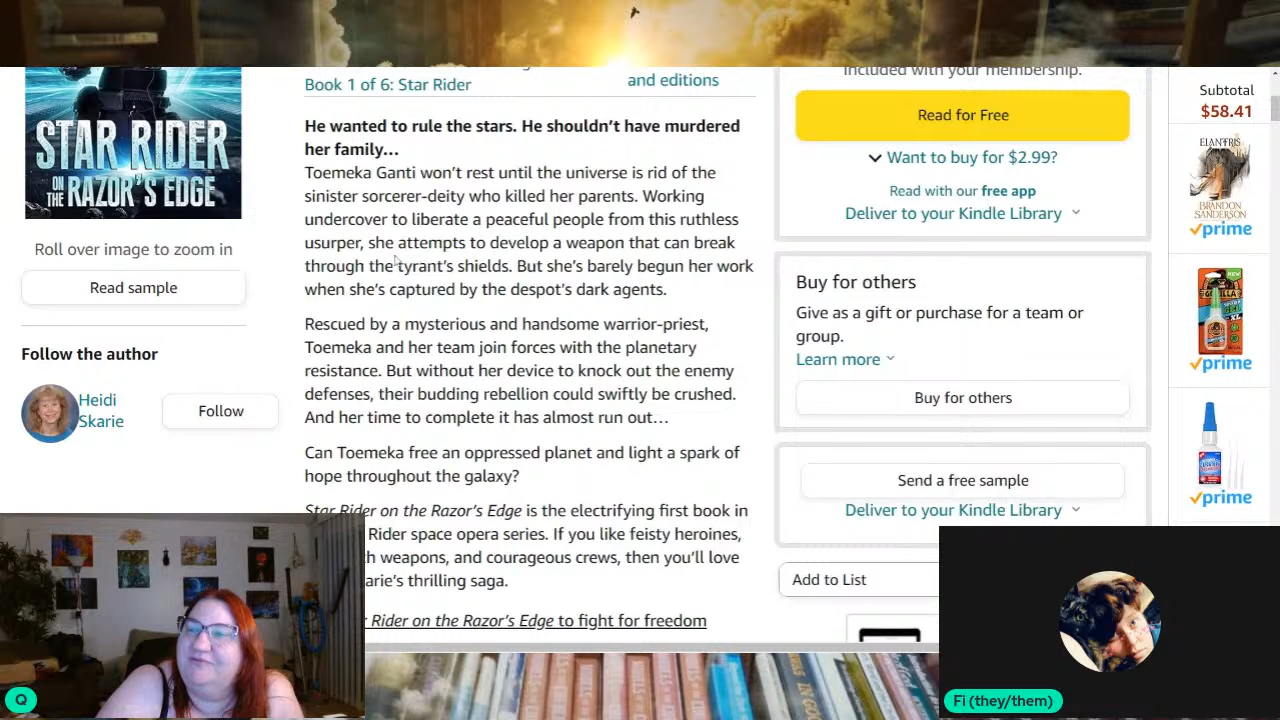 STAR RIDER
ON THE RAZOR'S EDGE
Roll over image to zoom in
Read sample
Follow the author
Heidi
Skarie
Follow
Book 1 of 6: Star Rider
and editions
He wanted to rule the stars. He shouldn't have murdered
her family…
Toemeka Ganti won't rest until the universe is rid of the
sinister sorcerer-deity who killed her parents. Working
undercover to liberate a peaceful people from this ruthless
usurper, she attempts to develop a weapon that can break
through the tyrant's shields. But she's barely begun her work
when she's captured by the despot's dark agents.
Rescued by a mysterious and handsome warrior-priest,
Toemeka and her team join forces with the planetary
resistance. But without her device to knock out the enemy
defenses, their budding rebellion could swiftly be crushed.
And her time to complete it has almost run out…
Can Toemeka free an oppressed planet and light a spark of
hope throughout the galaxy?
Star Rider on the Razor's Edge is the electrifying first book in
Rider space opera series. If you like feisty heroines,
weapons, and courageous crews, then you'll love
thrilling saga.
Rider on the Razor's Edge to fight for freedom
included with your membership.
Read for Free
Want to buy for $2.99?
Read with our free app
Deliver to your Kindle Library
Buy for others
Give as a gift or purchase for a team or
group.
Learn more
Buy for others
Send a free sample
Deliver to your Kindle Library
Add to List
Subtotal
$58.41
ELANTRIS
BRANDON
SANDERSON
prime
prime
prime
Q
Fi (they/them)